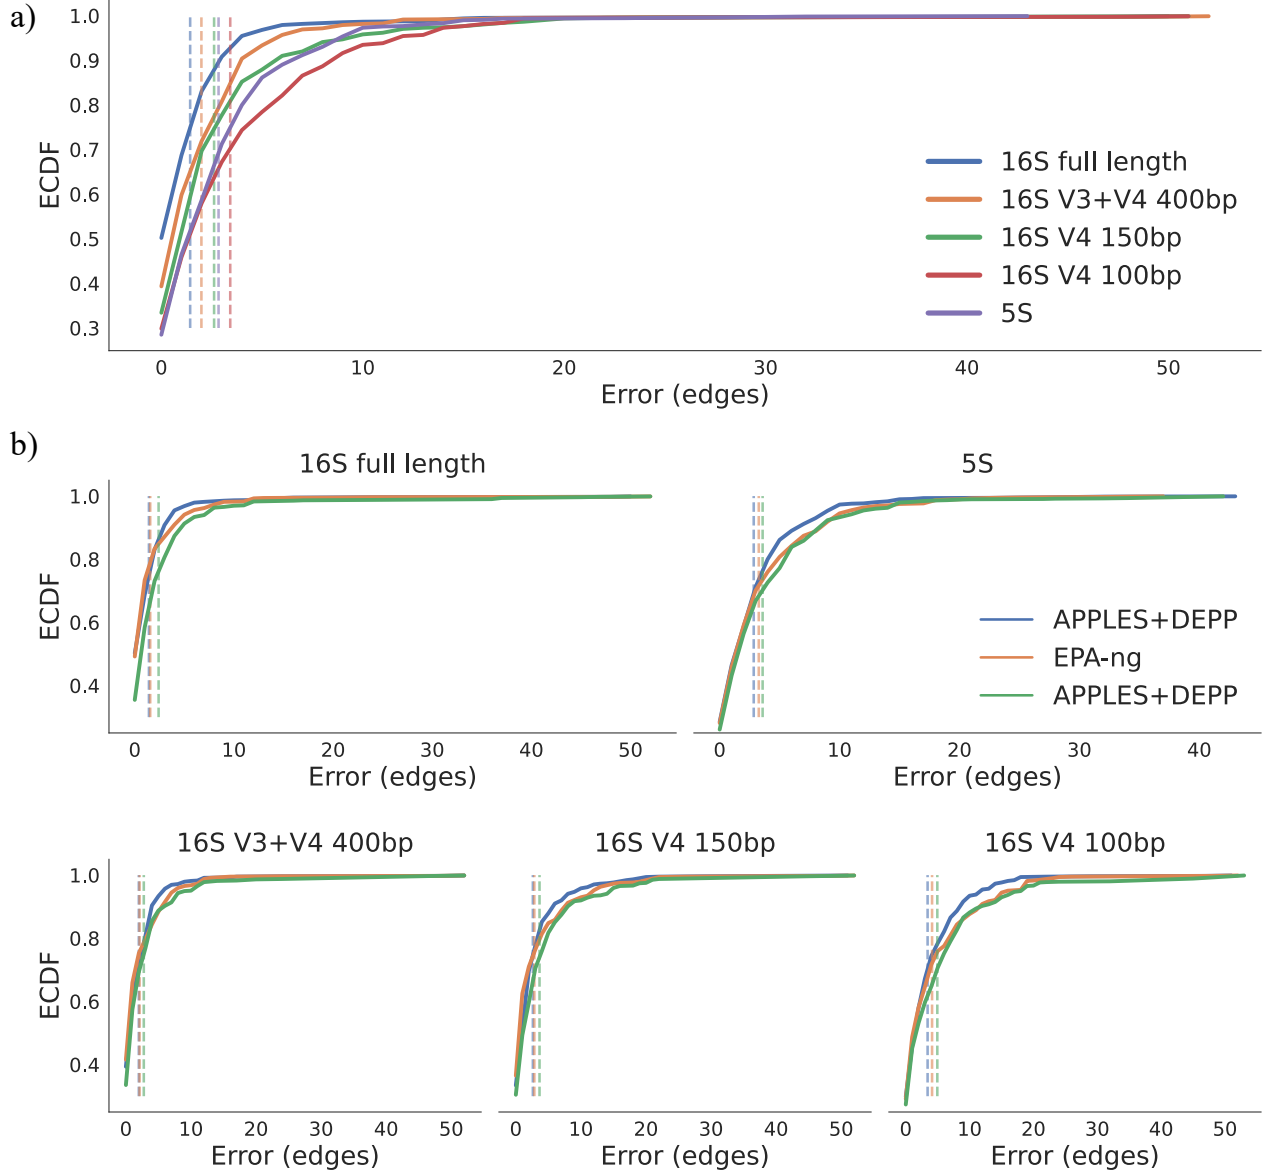 a)
1.0
0.9
0.8
0.7
0.6
0.5
0.4
0.3
ECDF
16S full length
16S V3+V4 400bp
16S V4 150bp
16S V4 100bp
5S
0 10 20 30 40 50
Error (edges)
b)
16S full length
1.0
0.8
0.6
0.4
ECDF
0 10 20 30 40 50
Error (edges)
5S
APPLES+DEPP
EPA-ng
APPLES+DEPP
0 10 20 30 40
Error (edges)
16S V3+V4 400bp
1.0
0.8
0.6
0.4
ECDF
0 10 20 30 40 50
Error (edges)
16S V4 150bp
0 10 20 30 40 50
Error (edges)
16S V4 100bp
0 10 20 30 40 50
Error (edges)